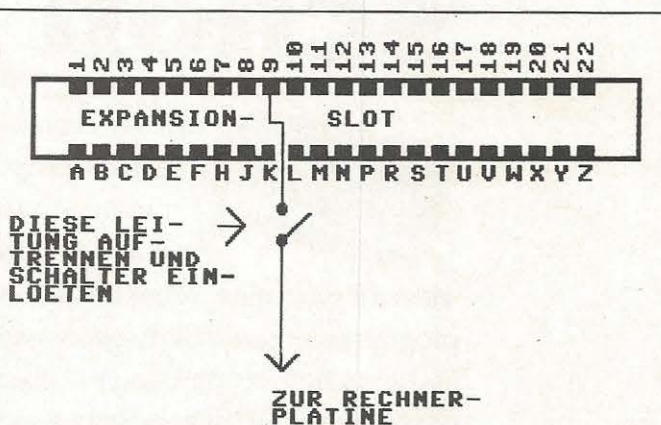 1 2 3 4 5 6 7 8 9 10 11 12 13 14 15 16 17 18 19 20 21 22
EXPANSION- SLOT
A B C D E F H J K L M N P R S T U V W X Y Z
DIESE LEI-
TUNG AUF-
TRENNEN UND
SCHALTER EIN-
LOETEN
ZUR RECHNER-
PLATINE